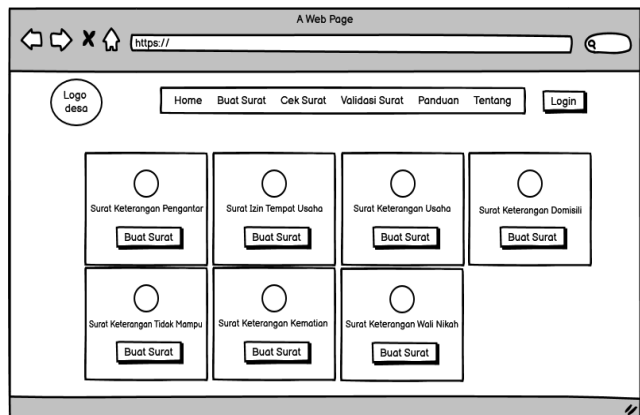 A Web Page
https://
Logo
desa
Home Buat Surat Cek Surat Validasi Surat Panduan Tentang
Login
Surat Keterangan Pengantar
Buat Surat
Surat Izin Tempat Usaha
Buat Surat
Surat Keterangan Usaha
Buat Surat
Surat Keterangan Domisili
Buat Surat
Surat Keterangan Tidak Mampu
Buat Surat
Surat Keterangan Kematian
Buat Surat
Surat Keterangan Wali Nikah
Buat Surat